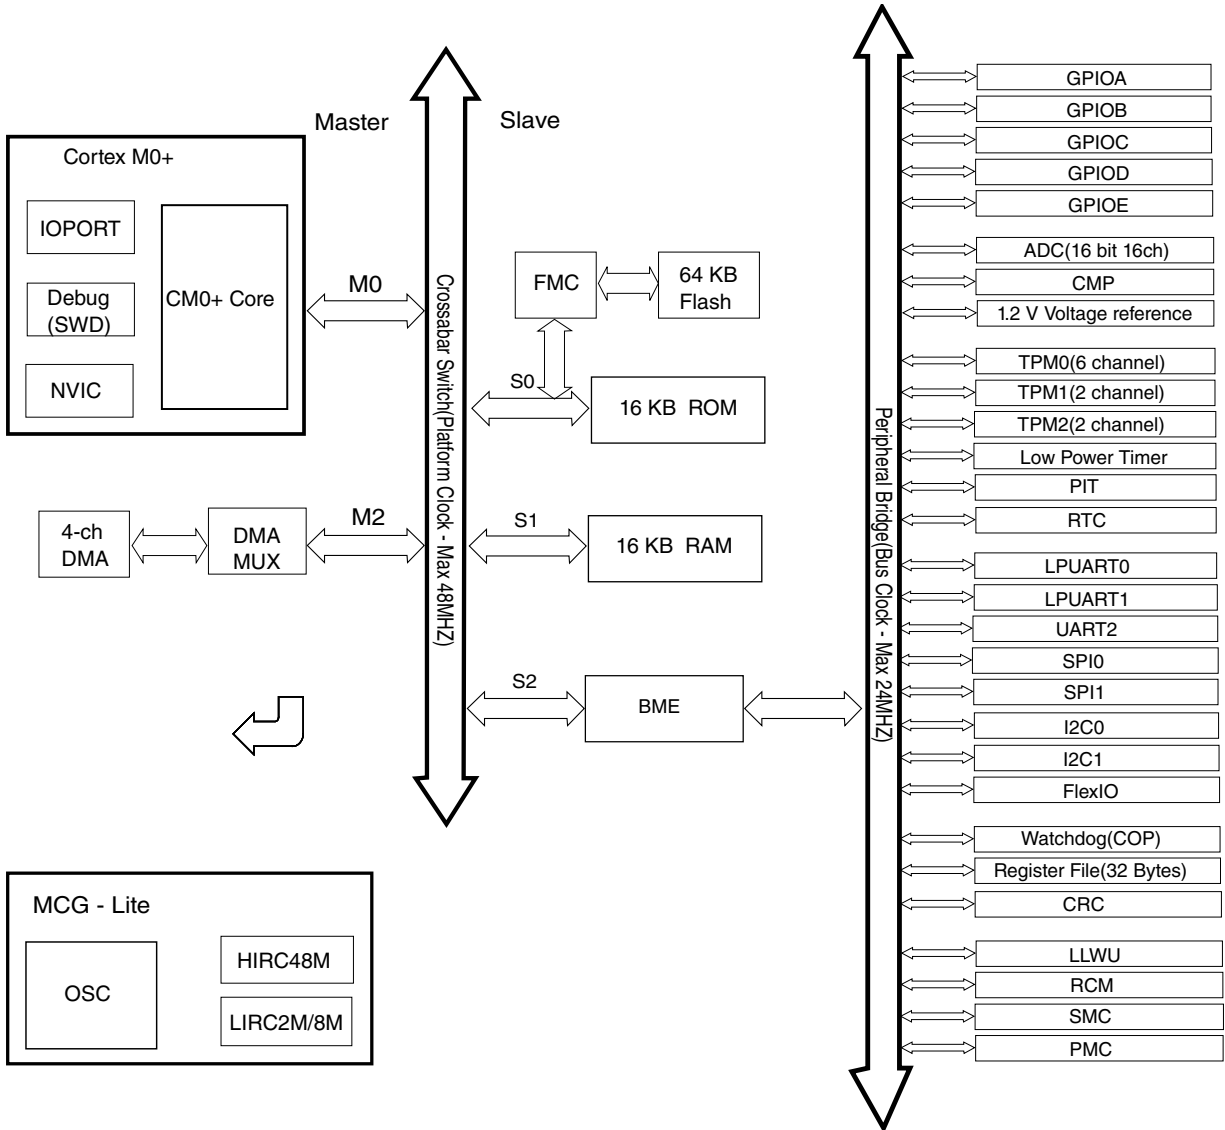 Master
Slave
Cortex M0+
IOPORT
Debug
(SWD)
NVIC
CM0+ Core
M0
FMC
64 KB
Flash
S0
16 KB ROM
4-ch
DMA
DMA
MUX
M2
S1
16 KB RAM
S2
BME
Crossabar Switch(Platform Clock - Max 48MHZ)
Peripheral Bridge(Bus Clock - Max 24MHZ)
MCG - Lite
OSC
HIRC48M
LIRC2M/8M
GPIOA
GPIOB
GPIOC
GPIOD
GPIOE
ADC(16 bit 16ch)
CMP
1.2 V Voltage reference
TPM0(6 channel)
TPM1(2 channel)
TPM2(2 channel)
Low Power Timer
PIT
RTC
LPUART0
LPUART1
UART2
SPI0
SPI1
I2C0
I2C1
FlexIO
Watchdog(COP)
Register File(32 Bytes)
CRC
LLWU
RCM
SMC
PMC